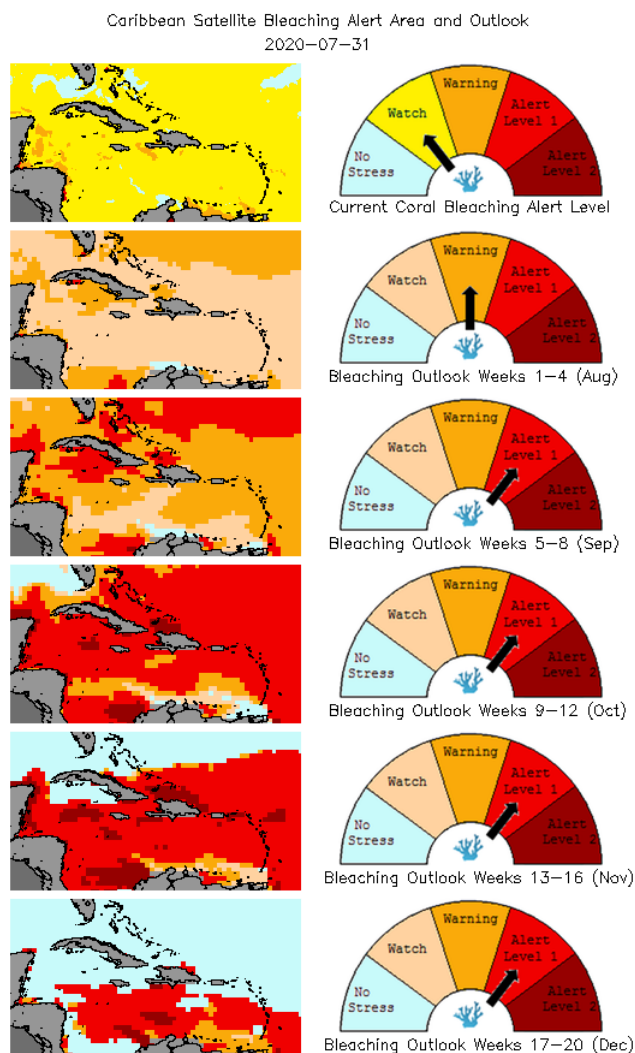 Caribbean Satellite Bleaching Alert Area and Outlook
2020-07-31
Warning
Watch
Alert
Level 1
No
Stress
Alert
Level 2
Current Coral Bleaching Alert Level
Warning
Watch
Alert
Level 1
No
Stress
Alert
Level 2
Bleaching Outlook Weeks 1-4 (Aug)
Warning
Watch
Alert
Level 1
No
Stress
Alert
Level 2
Bleaching Outlook Weeks 5-8 (Sep)
Warning
Watch
Alert
Level 1
No
Stress
Alert
Level 2
Bleaching Outlook Weeks 9-12 (Oct)
Warning
Watch
Alert
Level 1
No
Stress
Alert
Level 2
Bleaching Outlook Weeks 13-16 (Nov)
Warning
Watch
Alert
Level 1
No
Stress
Alert
Level 2
Bleaching Outlook Weeks 17-20 (Dec)